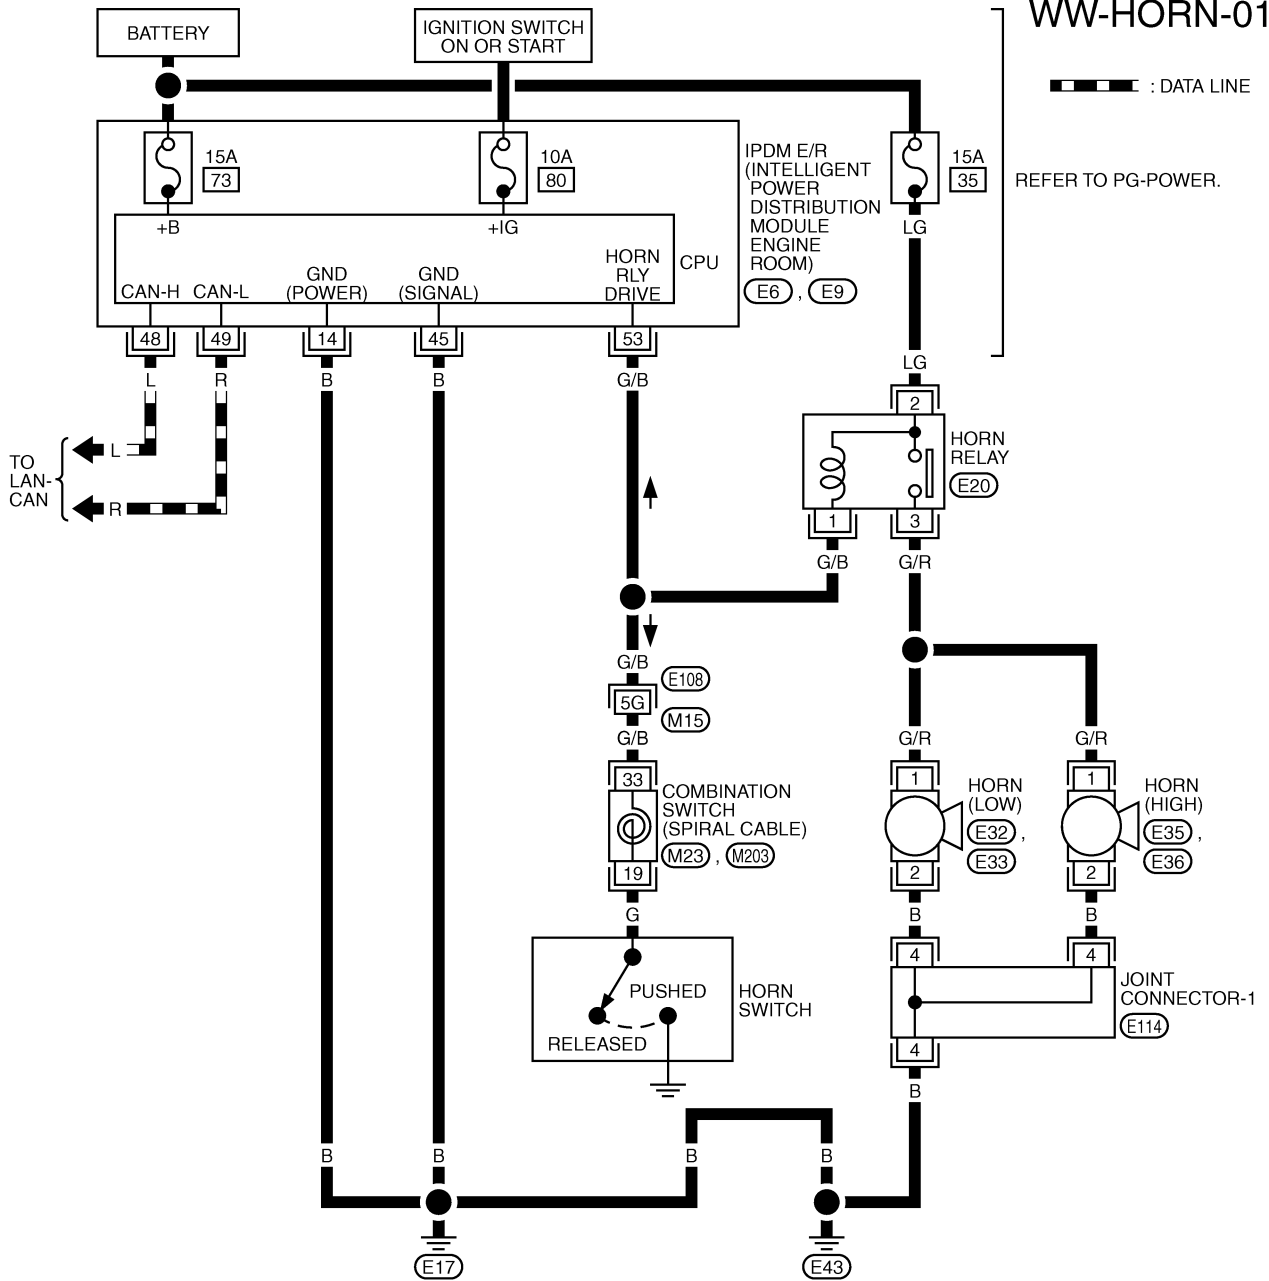 WW-HORN-01
BATTERY
IGNITION SWITCH
ON OR START
: DATA LINE
15A
73
10A
80
IPDM E/R
(INTELLIGENT
POWER
DISTRIBUTION
MODULE
ENGINE
ROOM)
E6 , E9
15A
35
REFER TO PG-POWER.
+B
+IG
LG
CPU
CAN-H
CAN-L
GND
(POWER)
GND
(SIGNAL)
HORN
RLY
DRIVE
48
49
14
45
53
LG
L
R
B
B
G/B
2
TO
LAN-
CAN
L
R
HORN
RELAY
E20
1
3
G/B
G/R
G/B
E108
5G
M15
G/B
G/R
G/R
33
COMBINATION
SWITCH
(SPIRAL CABLE)
M23 , M203
19
1
HORN
(LOW)
E32 ,
E33
2
1
HORN
(HIGH)
E35 ,
E36
2
G
B
B
PUSHED
RELEASED
HORN
SWITCH
4
4
JOINT
CONNECTOR-1
E114
4
B
B
B
B
B
E17
E43